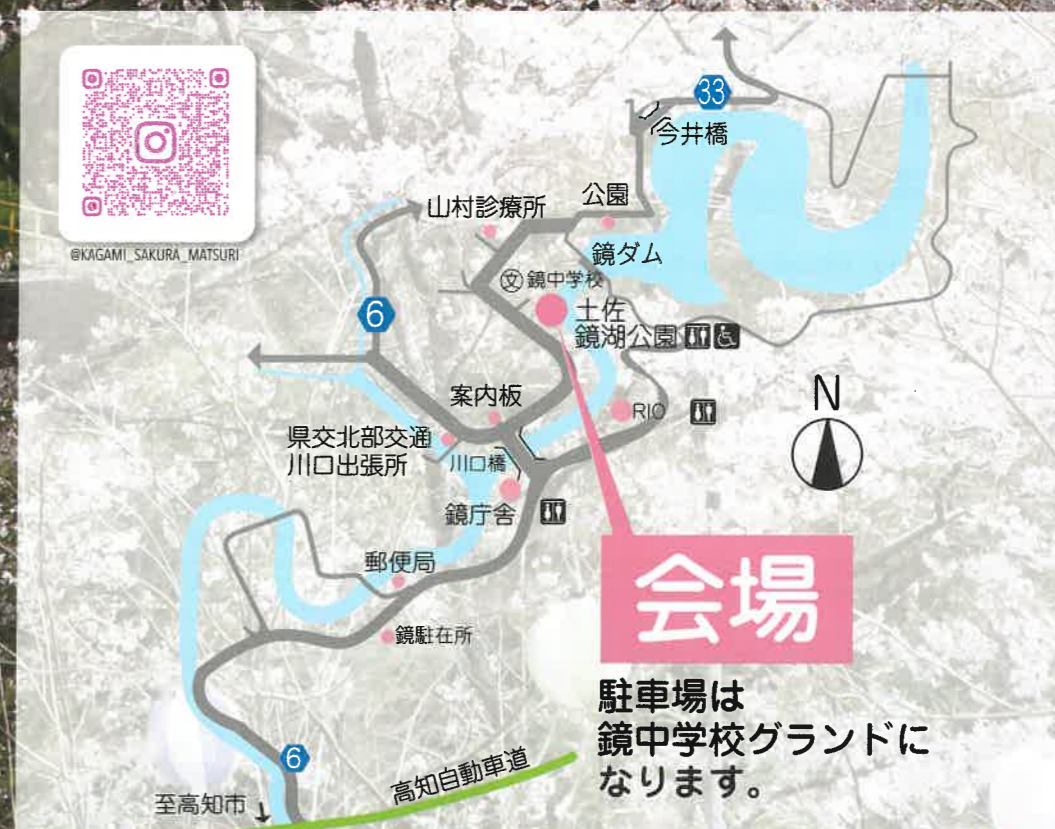 @KAGAMI_SAKURA_MATSURI
33
今井橋
公園
山村診療所
鏡ダム
文 鏡中学校
土佐
鏡湖公園
6
案内板
RIO
N
県交北部交通
川口出張所
川口橋
鏡庁舎
郵便局
会場
鏡駐在所
駐車場は
鏡中学校グランドに
なります。
6
高知自動車道
至高知市